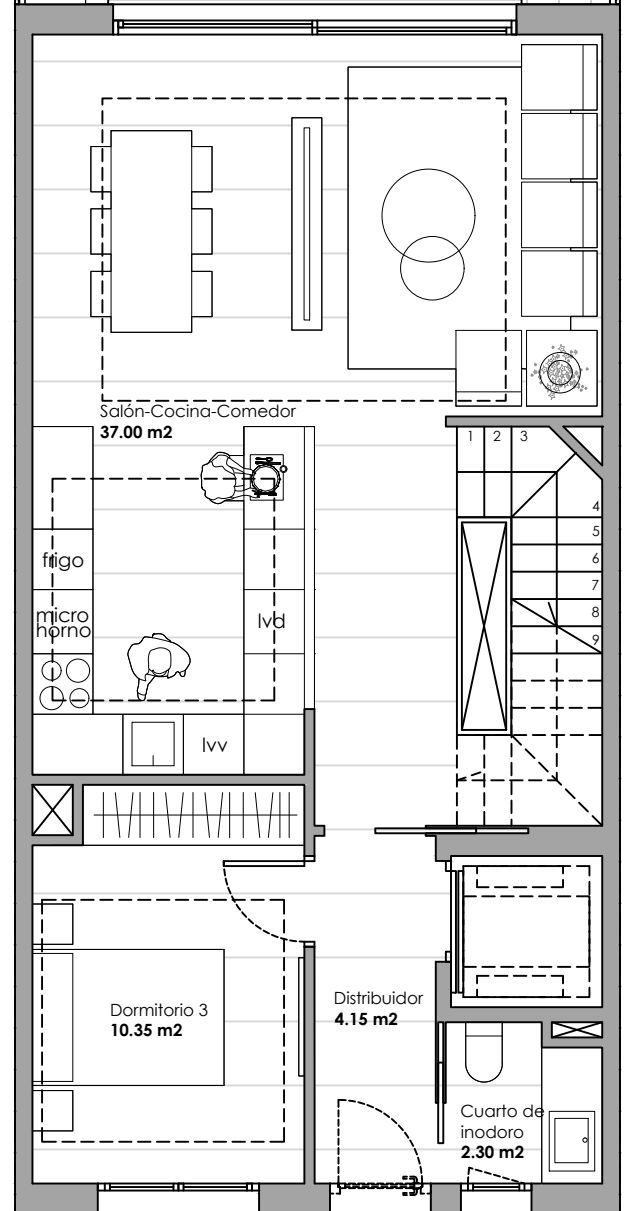 Salón-Cocina-Comedor
37.00 m2
1 2 3
4
5
6
7
8
9
frigo
micro
horno
lvd
lvv
Dormitorio 3
10.35 m2
Distribuidor
4.15 m2
Cuarto de
inodoro
2.30 m2